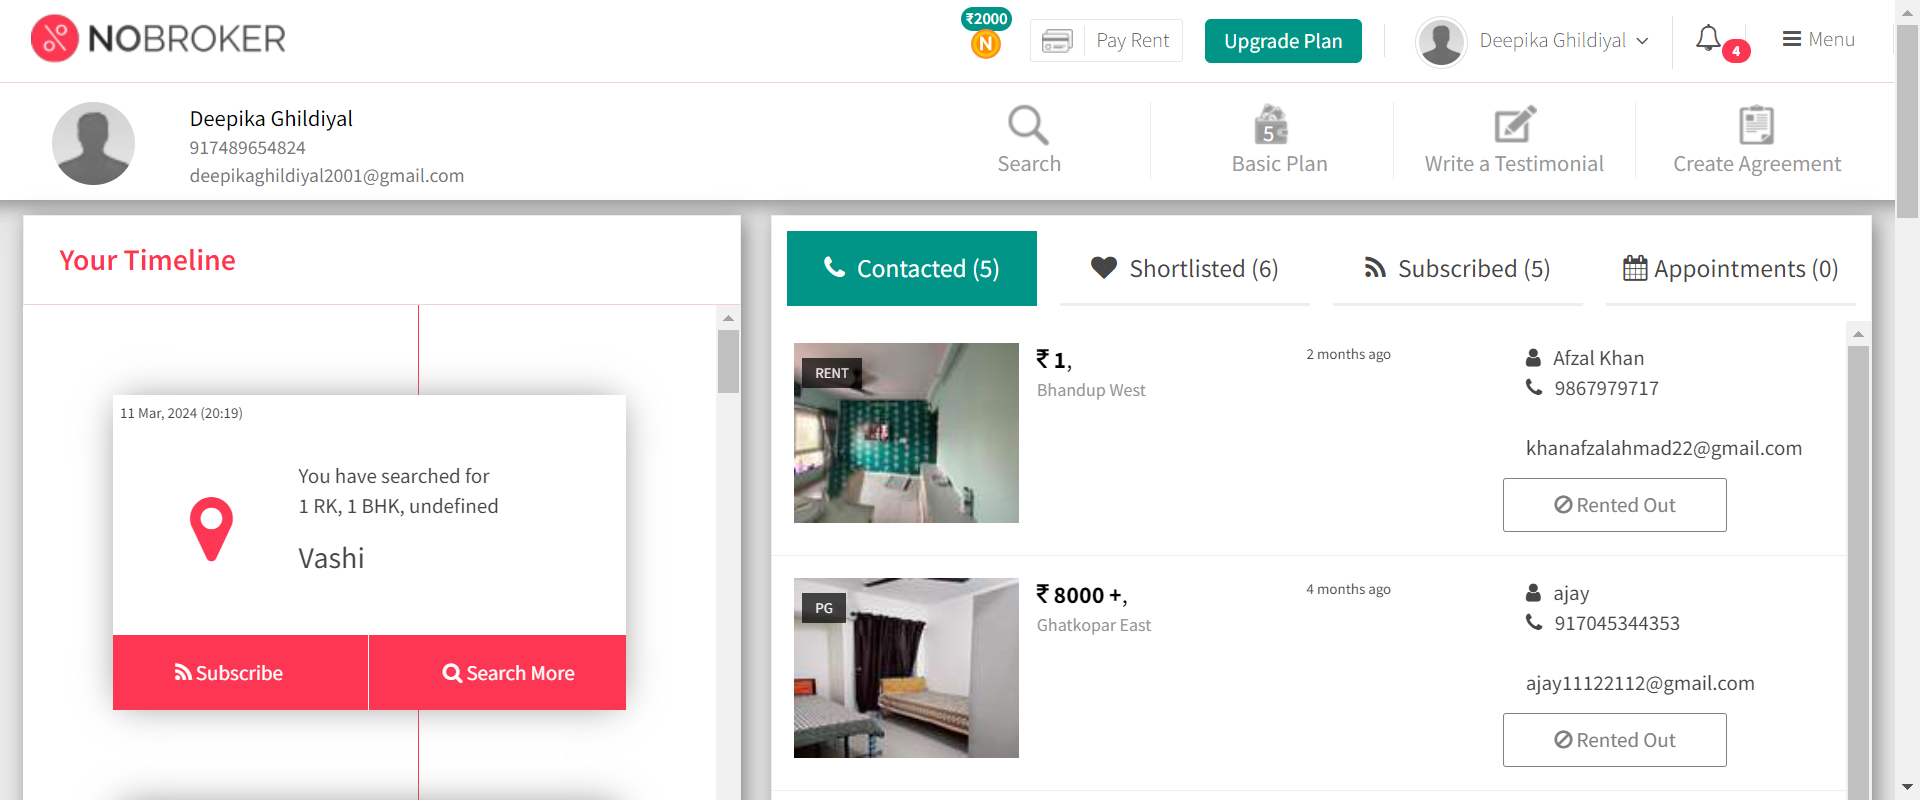 NOBROKER
₹2000
N
Pay Rent
Upgrade Plan
Deepika Ghildiyal
4
Menu
Deepika Ghildiyal
917489654824
deepikaghildiyal2001@gmail.com
Search
5
Basic Plan
Write a Testimonial
Create Agreement
Your Timeline
11 Mar, 2024 (20:19)
You have searched for
1 RK, 1 BHK, undefined
Vashi
Subscribe
Search More
Contacted (5)
Shortlisted (6)
Subscribed (5)
Appointments (0)
RENT
₹ 1,
Bhandup West
2 months ago
Afzal Khan
9867979717
khanafzalahmad22@gmail.com
Rented Out
PG
₹ 8000 +,
Ghatkopar East
4 months ago
ajay
917045344353
ajay11122112@gmail.com
Rented Out